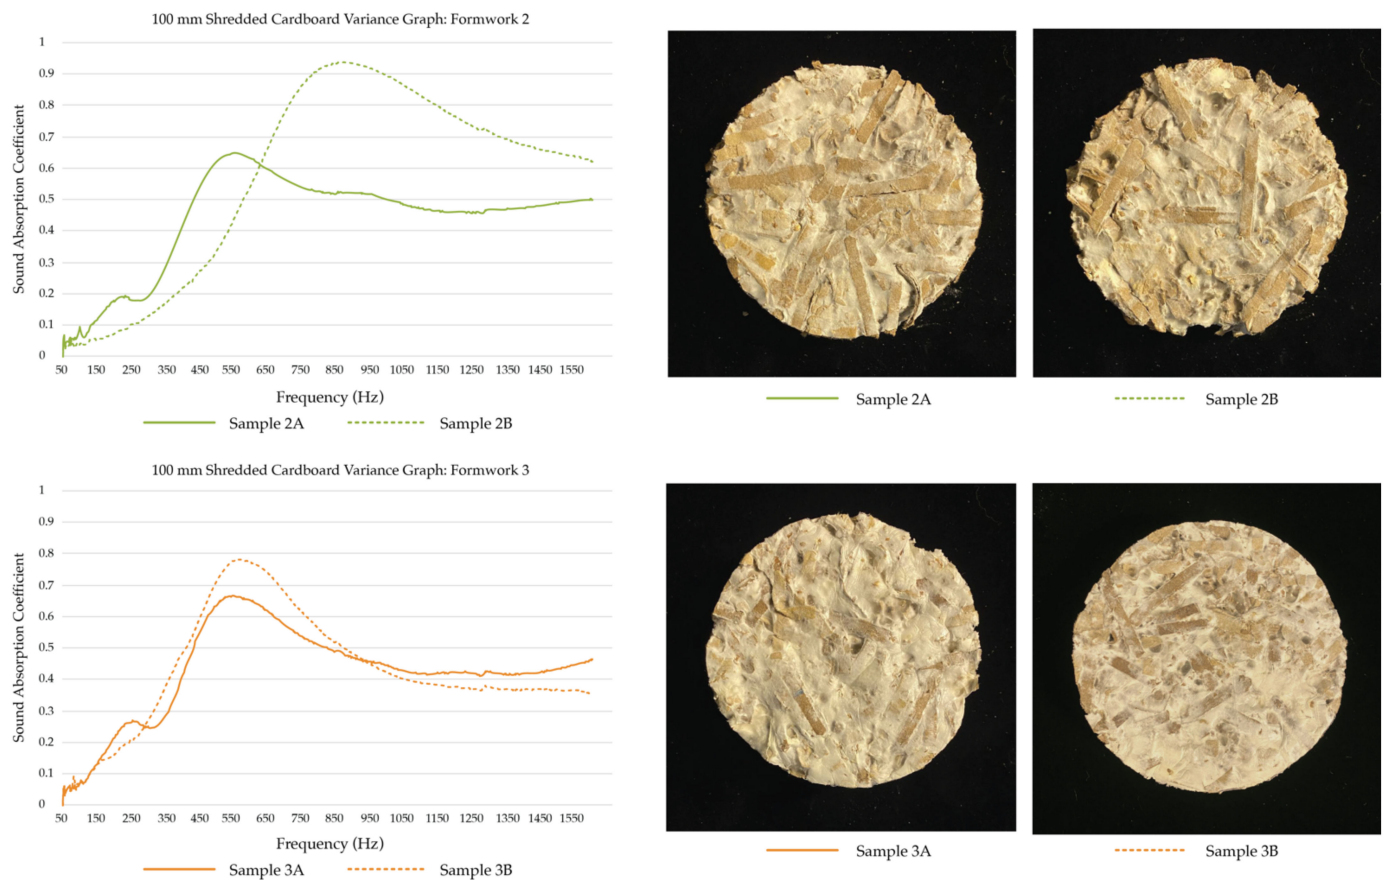 100 mm Shredded Cardboard Variance Graph: Formwork 2
Sound Absorption Coefficient
1
0.9
0.8
0.7
0.6
0.5
0.4
0.3
0.2
0.1
0
50 150 250 350 450 550 650 750 850 950 1050 1150 1250 1350 1450 1550
Frequency (Hz)
Sample 2A Sample 2B
Sample 2A
Sample 2B
100 mm Shredded Cardboard Variance Graph: Formwork 3
Sound Absorption Coefficient
1
0.9
0.8
0.7
0.6
0.5
0.4
0.3
0.2
0.1
0
50 150 250 350 450 550 650 750 850 950 1050 1150 1250 1350 1450 1550
Frequency (Hz)
Sample 3A Sample 3B
Sample 3A
Sample 3B